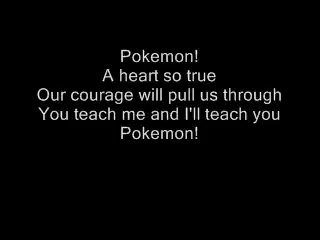 Pokemon!
A heart so true
Our courage will pull us through
You teach me and I'll teach you
Pokemon!